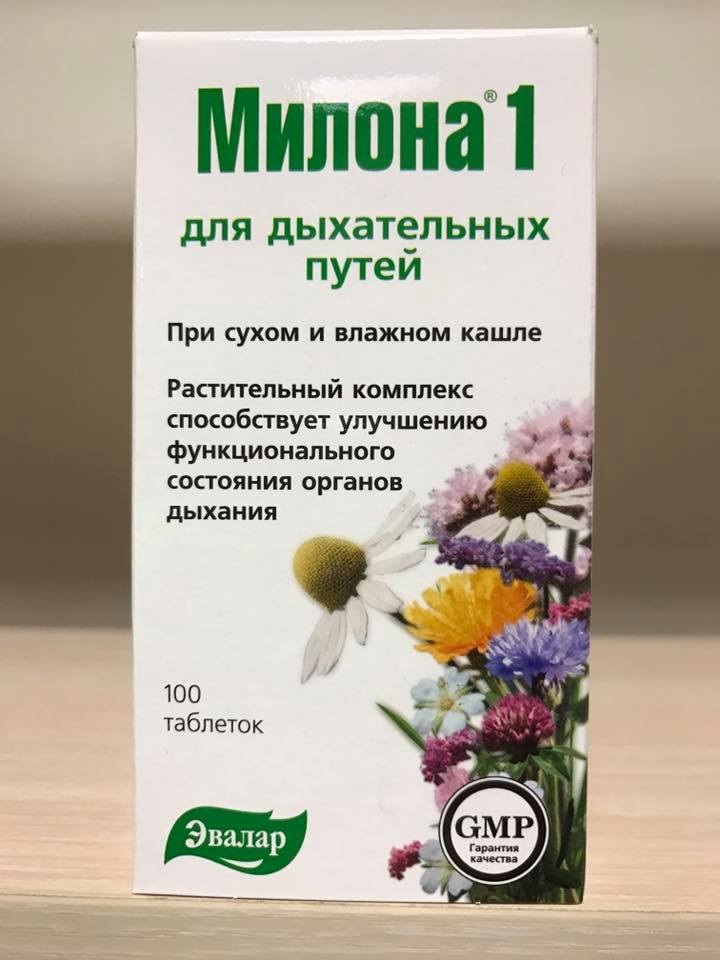 Милона® 1
для дыхательных
путей
При сухом и влажном кашле
Растительный комплекс
способствует улучшению
функционального
состояния органов
дыхания
100
таблеток
Эвалар
GMP
Гарантия
качества